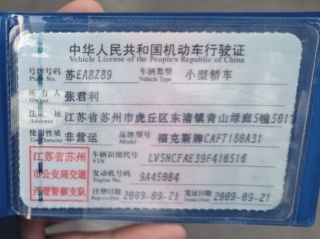 中华人民共和国机动车行驶证
Vehicle License of the People's Republic of China
号牌号码 苏EA8Z89 车辆类型 小型轿车
Plate No. Vehicle Type
所有人 张君利
Owner
住址 江苏省苏州市虎丘区东渚镇青山绿庭5幢501
Address
使用性质 非营运 品牌型号 福克斯牌CAF7180A31
Use Character Model
江苏省苏州 车辆识别代号 LVSHCFAE39F416516
VIN
市公安局交通 发动机号码 9A45084
Engine No.
巡逻警察支队 注册日期 2009-09-21 发证日期 2009-09-21
Register Date Issue Date